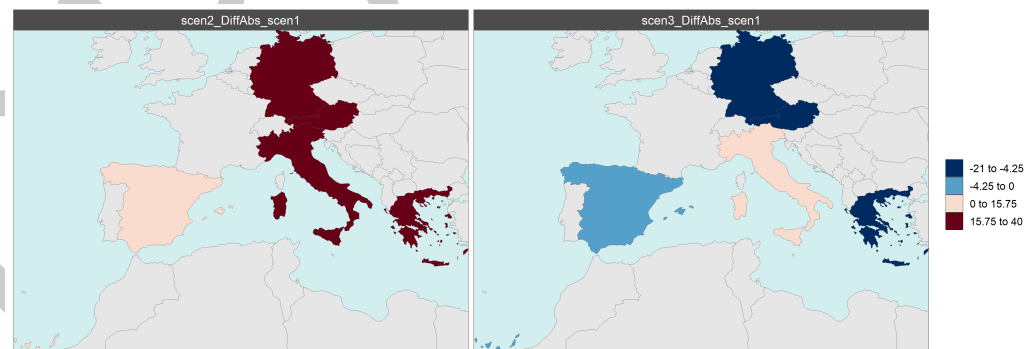 scen2_DiffAbs_scen1
scen3_DiffAbs_scen1
-21 to -4.25
-4.25 to 0
0 to 15.75
15.75 to 40